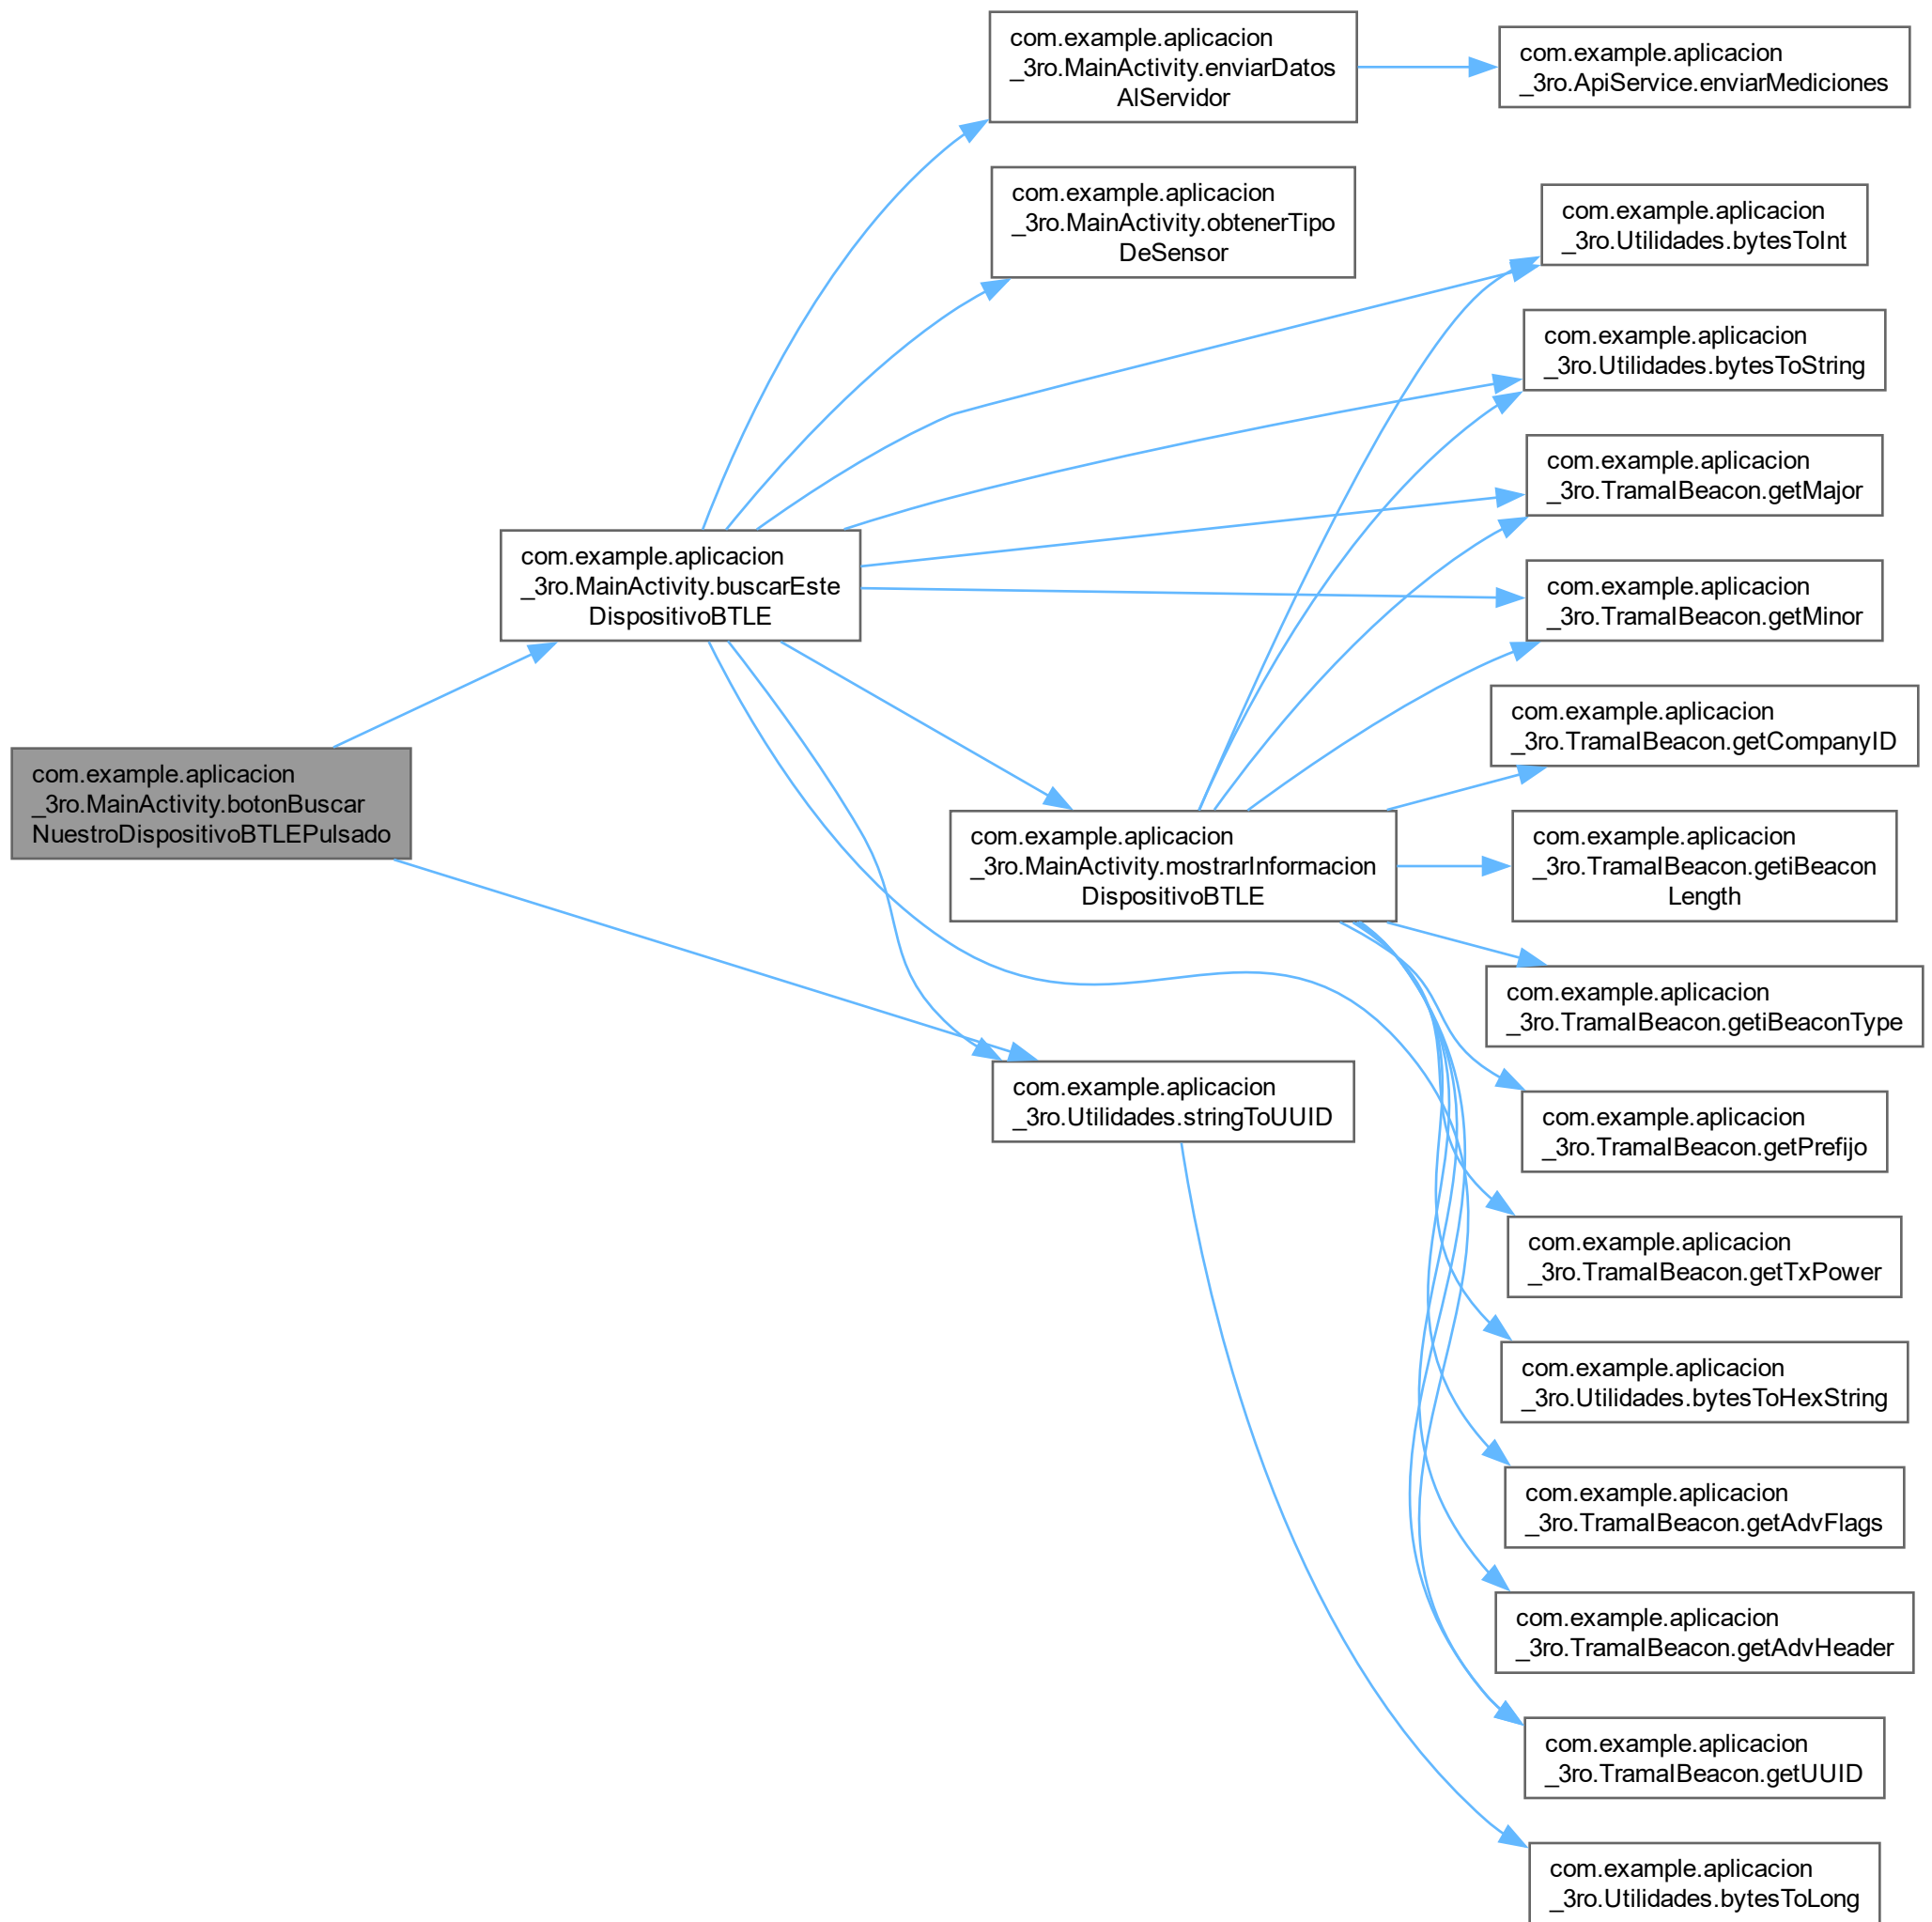 com.example.aplicacion
_3ro.MainActivity.botonBuscar
NuestroDispositivoBTLEPulsado
com.example.aplicacion
_3ro.MainActivity.buscarEste
DispositivoBTLE
com.example.aplicacion
_3ro.MainActivity.enviarDatos
AlServidor
com.example.aplicacion
_3ro.ApiService.enviarMediciones
com.example.aplicacion
_3ro.MainActivity.obtenerTipo
DeSensor
com.example.aplicacion
_3ro.Utilidades.bytesToInt
com.example.aplicacion
_3ro.Utilidades.bytesToString
com.example.aplicacion
_3ro.TramaIBeacon.getMajor
com.example.aplicacion
_3ro.TramaIBeacon.getMinor
com.example.aplicacion
_3ro.MainActivity.mostrarInformacion
DispositivoBTLE
com.example.aplicacion
_3ro.TramaIBeacon.getCompanyID
com.example.aplicacion
_3ro.TramaIBeacon.getiBeacon
Length
com.example.aplicacion
_3ro.TramaIBeacon.getiBeaconType
com.example.aplicacion
_3ro.TramaIBeacon.getPrefijo
com.example.aplicacion
_3ro.TramaIBeacon.getTxPower
com.example.aplicacion
_3ro.Utilidades.bytesToHexString
com.example.aplicacion
_3ro.TramaIBeacon.getAdvFlags
com.example.aplicacion
_3ro.TramaIBeacon.getAdvHeader
com.example.aplicacion
_3ro.TramaIBeacon.getUUID
com.example.aplicacion
_3ro.Utilidades.stringToUUID
com.example.aplicacion
_3ro.Utilidades.bytesToLong